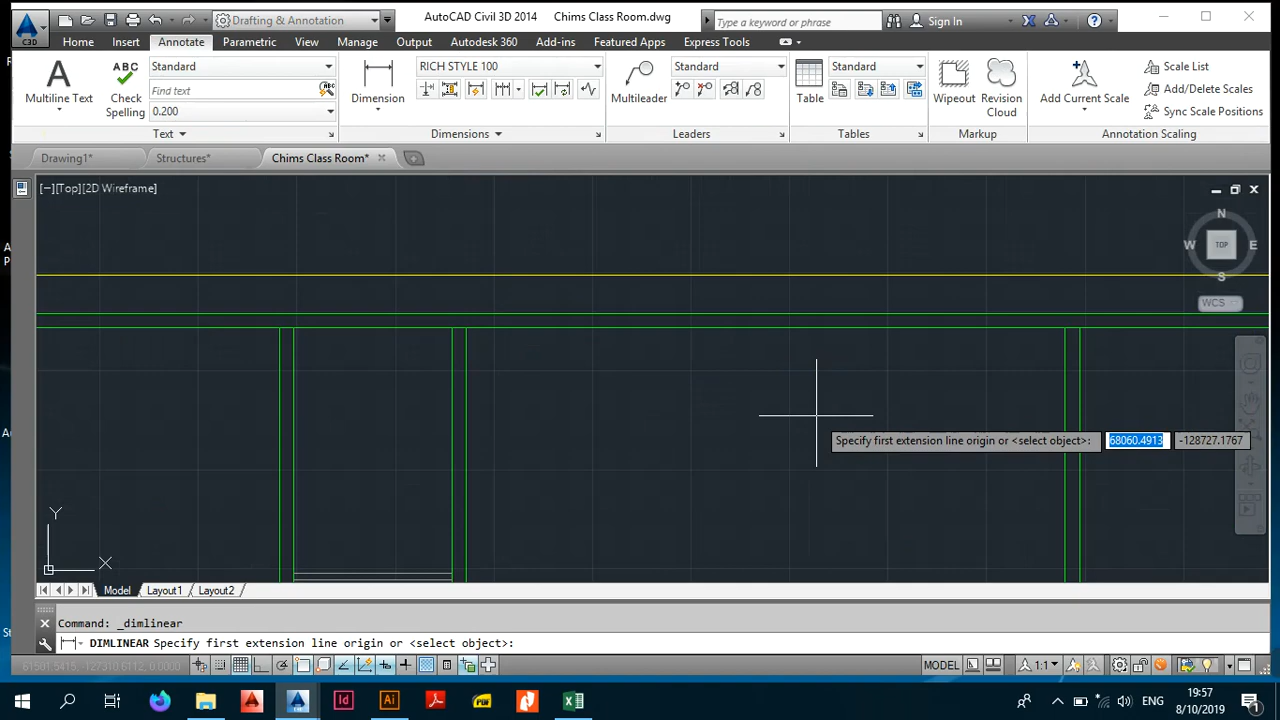 Drafting & Annotation
AutoCAD Civil 3D 2014 Chims Class Room.dwg
Type a keyword or phrase
Sign In
C3D
Home Insert Annotate Parametric View Manage Output Autodesk 360 Add-ins Featured Apps Express Tools
Multiline Text
ABC
Check Spelling
Standard
Find text
0.200
Text
Dimension
RICH STYLE 100
Dimensions
Multileader
Standard
Leaders
Table
Standard
Tables
Wipeout
Revision Cloud
Markup
Add Current Scale
Scale List
Add/Delete Scales
Sync Scale Positions
Annotation Scaling
Drawing1* Structures* Chims Class Room*
[−][Top][2D Wireframe]
N
W TOP E
S
WCS
Specify first extension line origin or <select object>: 68060.4913 -128727.1767
Y
X
Model Layout1 Layout2
Command: _dimlinear
DIMLINEAR Specify first extension line origin or <select object>:
MODEL 1:1
Id
Ai
PDF
ENG
19:57
8/10/2019
1